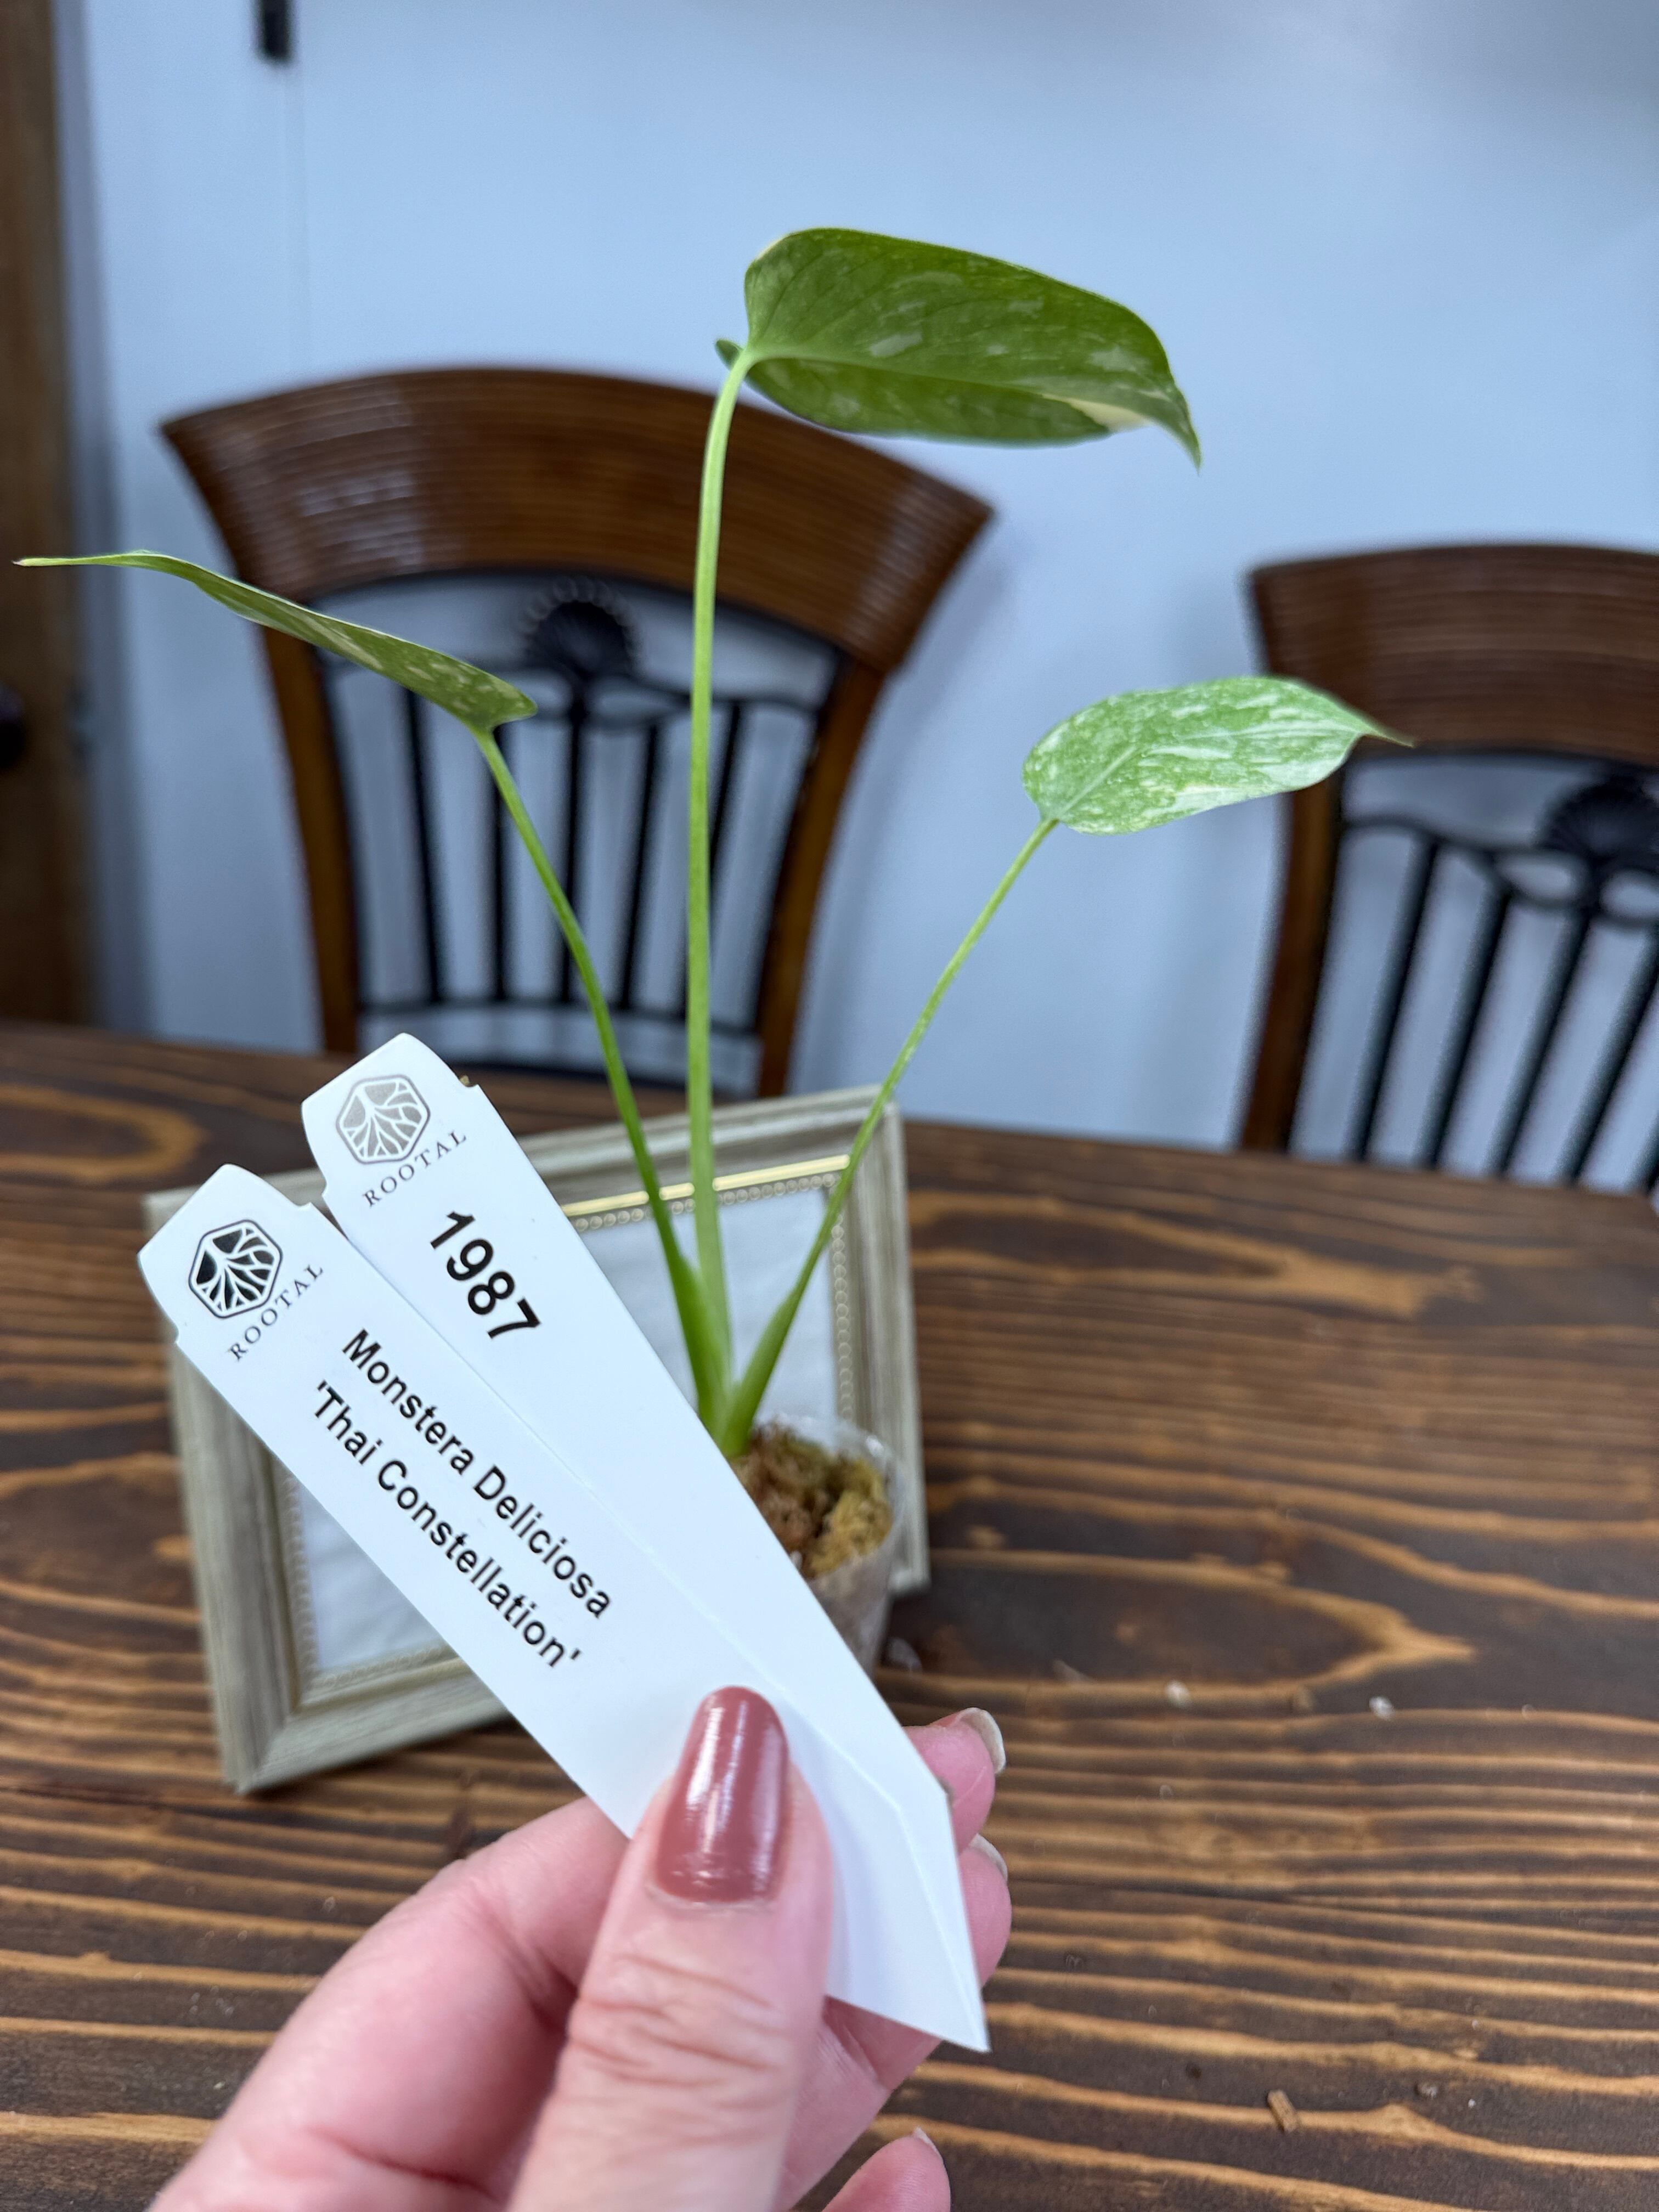 ROOTAL
1987
ROOTAL
Monstera Deliciosa
'Thai Constellation'